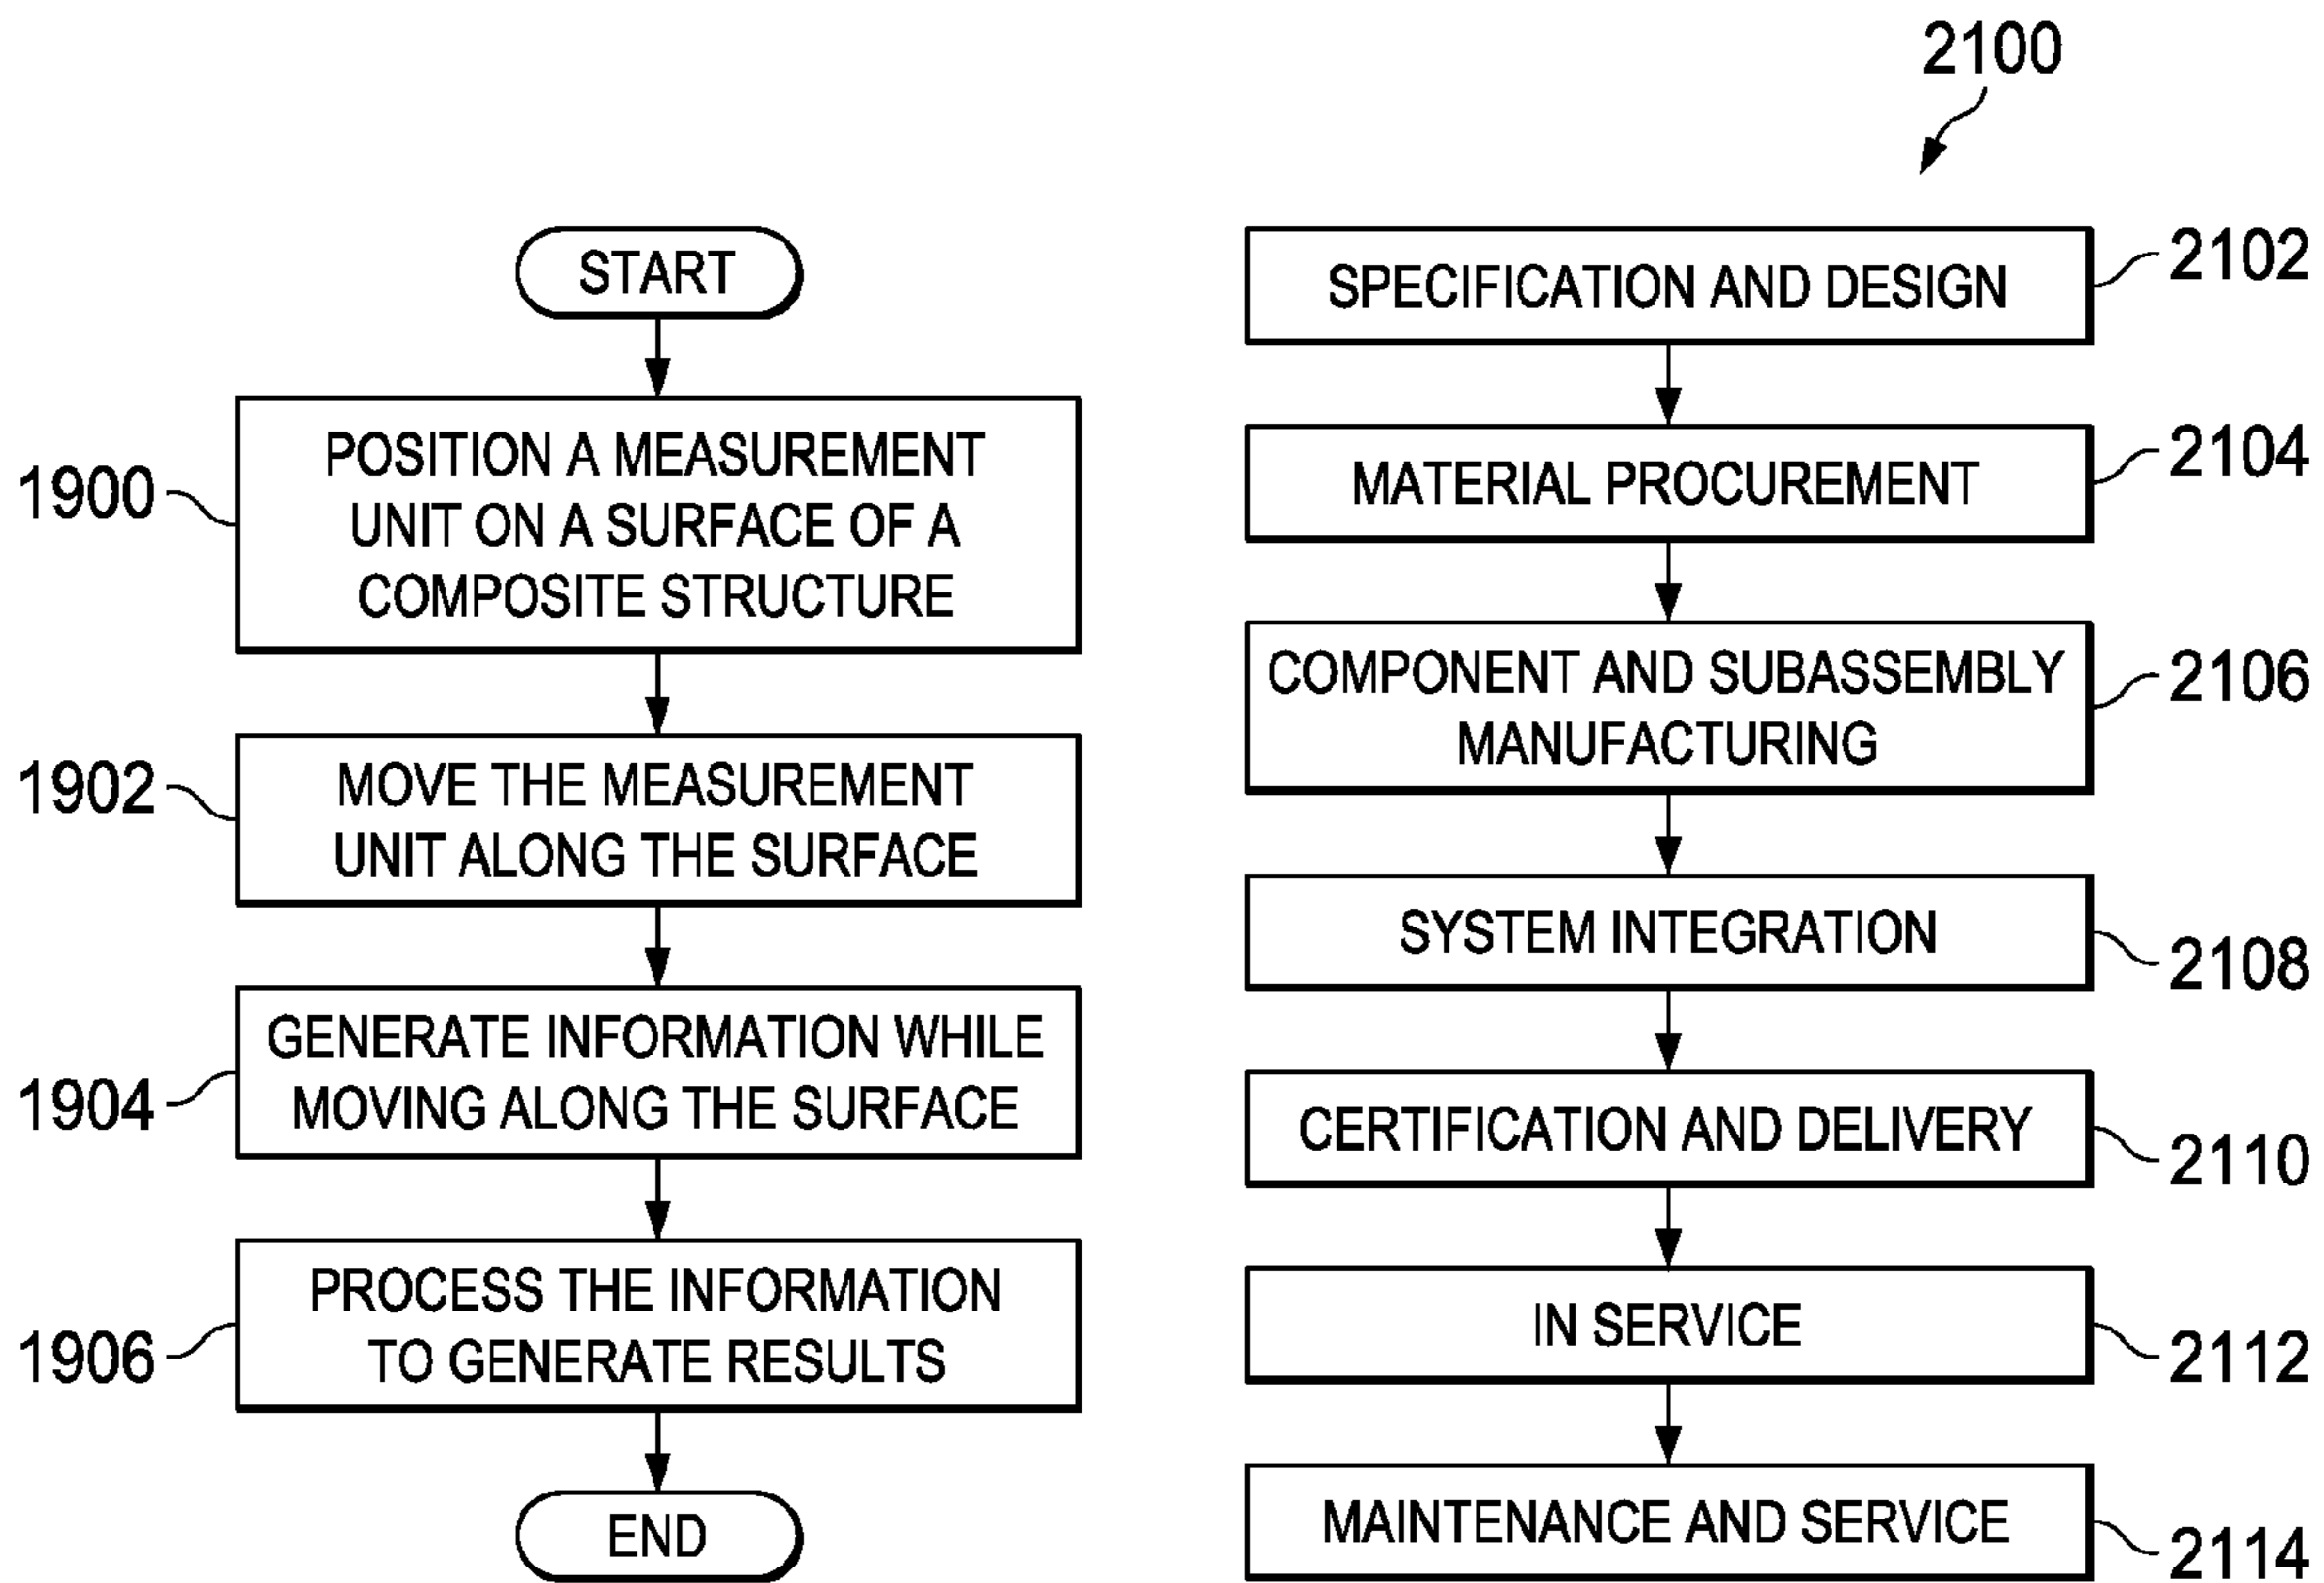 START
1900
POSITION A MEASUREMENT
UNIT ON A SURFACE OF A
COMPOSITE STRUCTURE
1902
MOVE THE MEASUREMENT
UNIT ALONG THE SURFACE
1904
GENERATE INFORMATION WHILE
MOVING ALONG THE SURFACE
1906
PROCESS THE INFORMATION
TO GENERATE RESULTS
END
2100
SPECIFICATION AND DESIGN
2102
MATERIAL PROCUREMENT
2104
COMPONENT AND SUBASSEMBLY
MANUFACTURING
2106
SYSTEM INTEGRATION
2108
CERTIFICATION AND DELIVERY
2110
IN SERVICE
2112
MAINTENANCE AND SERVICE
2114